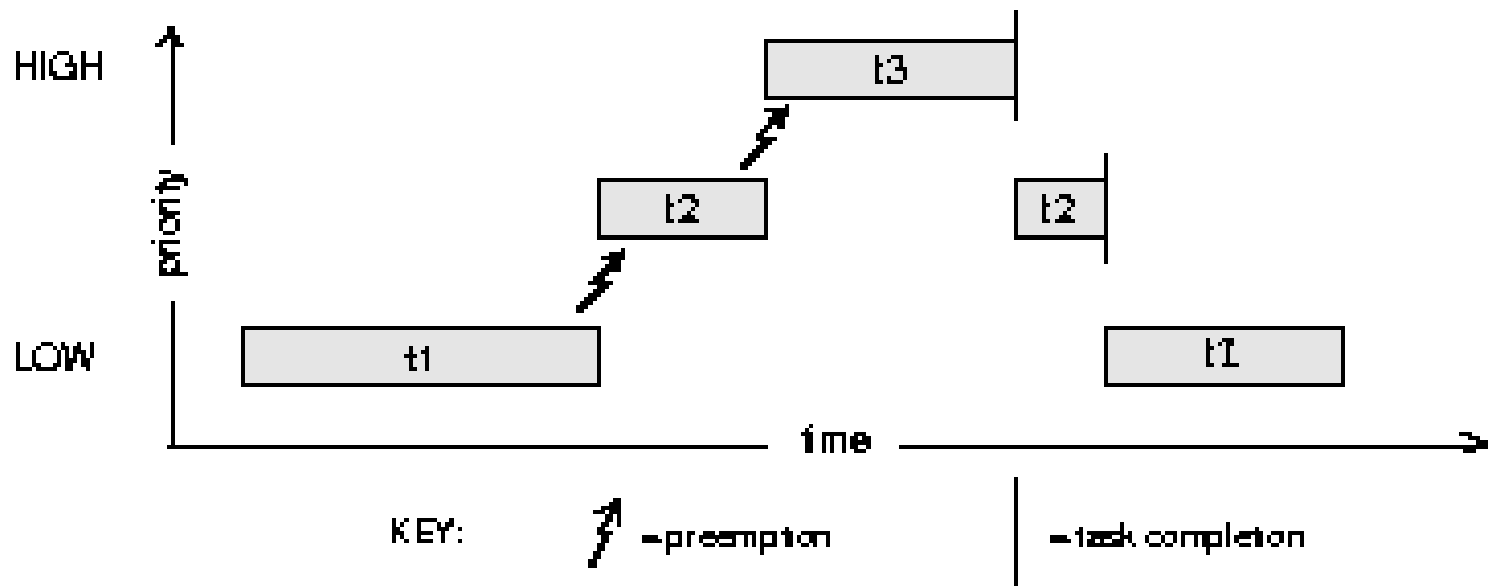 HIGH
t3
priority
t2
t2
LOW
t1
t1
time
KEY:
=preemption
=task completion